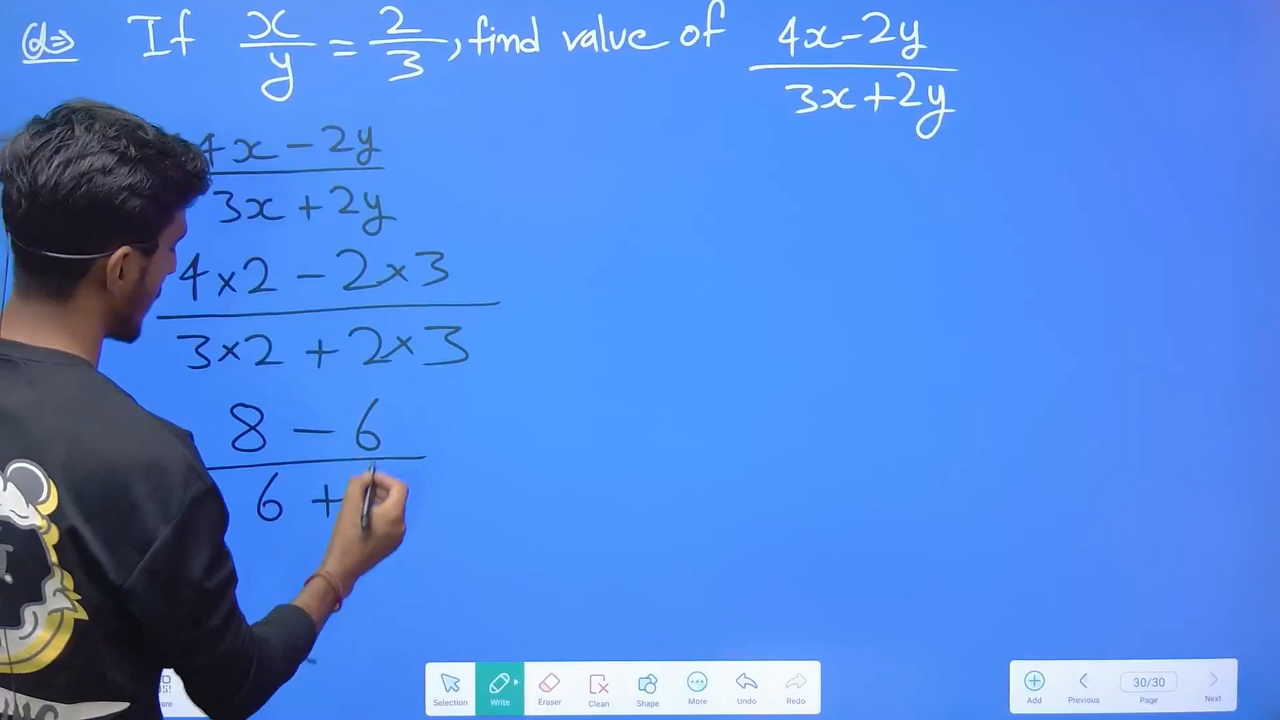 Q⇒ If x/y = 2/3, find value of 4x-2y/3x+2y
4x - 2y
3x + 2y
4×2 - 2×3
3×2 + 2×3
8 - 6
6 +
Selection Write Eraser Clean Shape More Undo Redo
Add Previous 30/30 Page Next